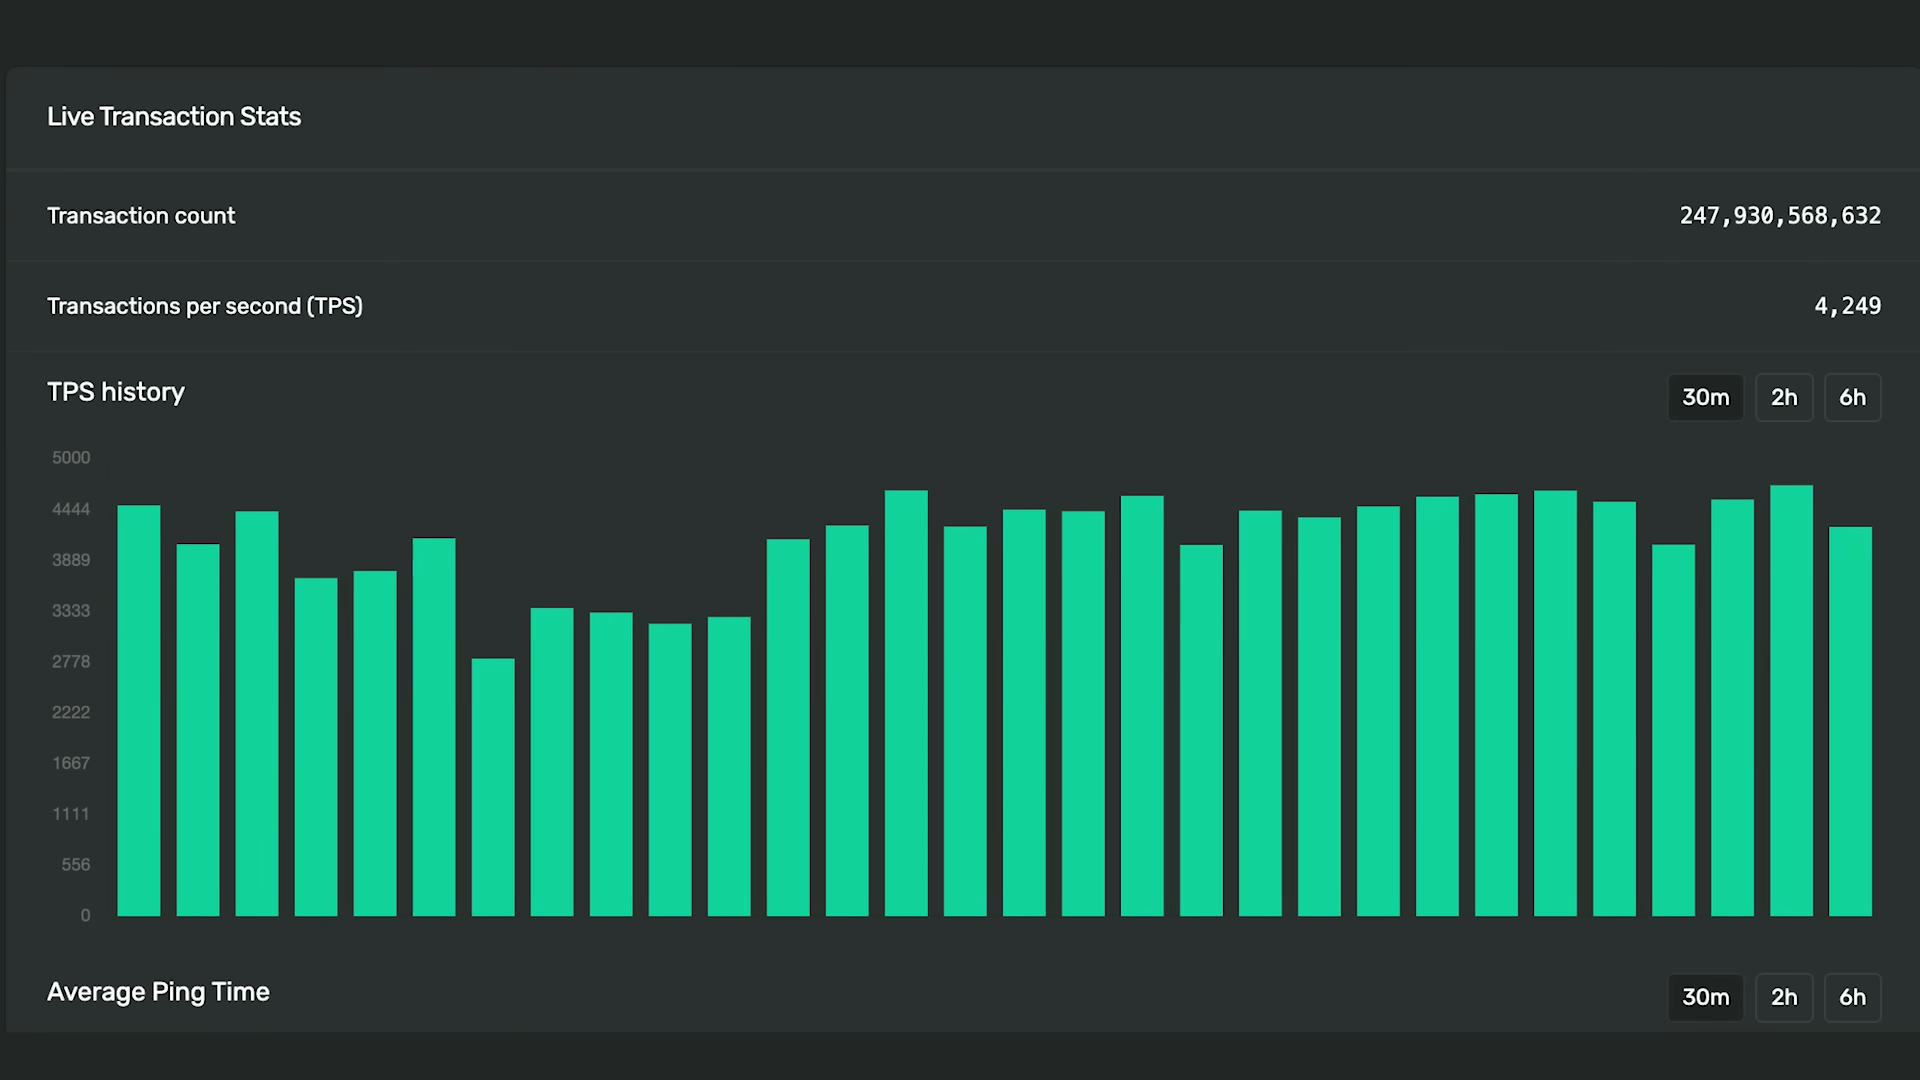 Live Transaction Stats
Transaction count 247,930,568,632
Transactions per second (TPS) 4,249
TPS history 30m 2h 6h
5000
4444
3889
3333
2778
2222
1667
1111
556
0
Average Ping Time 30m 2h 6h